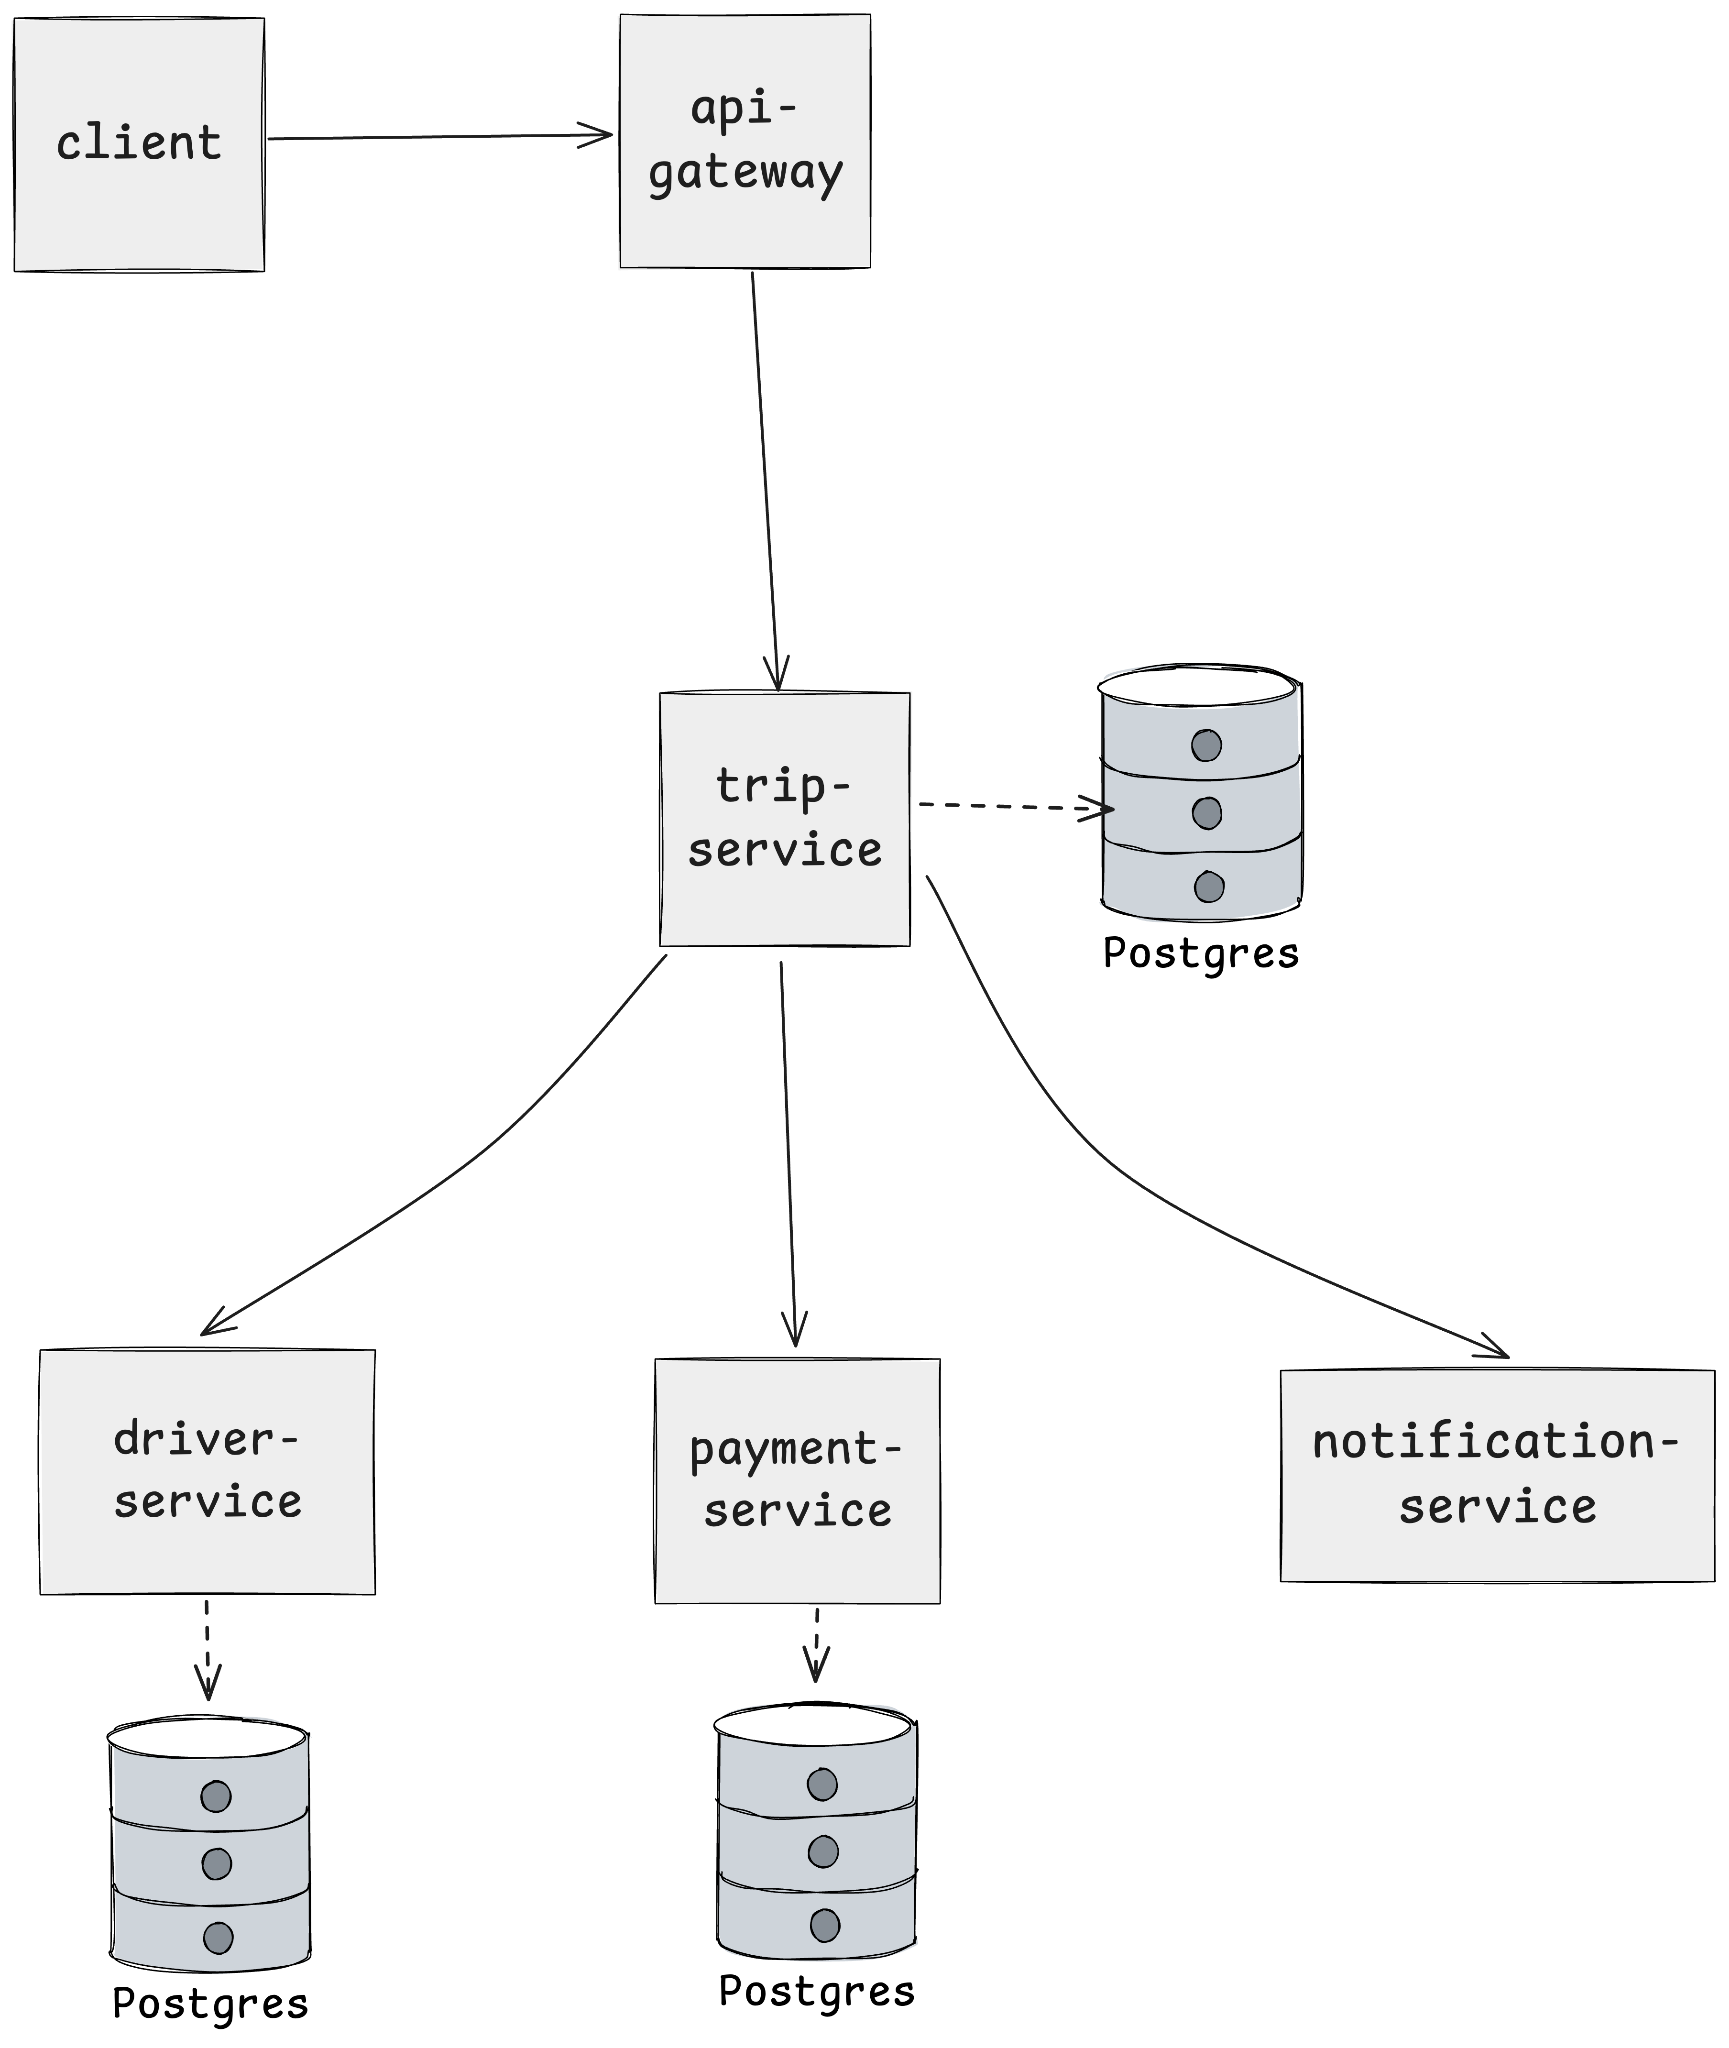 client
api-
gateway
trip-
service
Postgres
driver-
service
payment-
service
notification-
service
Postgres
Postgres